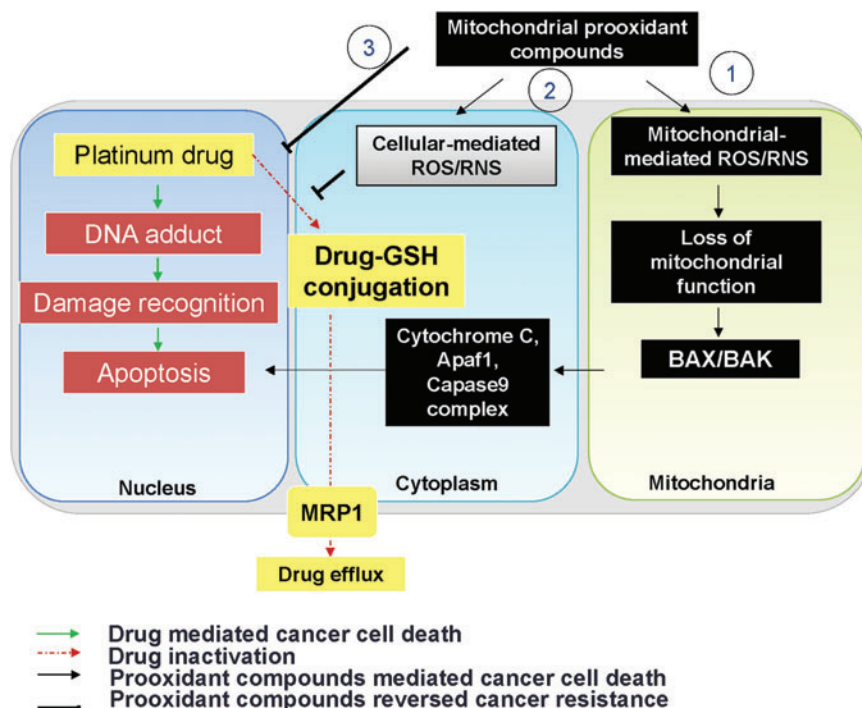 Mitochondrial prooxidant
compounds
3
2
1
Platinum drug
DNA adduct
Damage recognition
Apoptosis
Nucleus
Cellular-mediated
ROS/RNS
Drug-GSH
conjugation
Cytochrome C,
Apaf1,
Capase9
complex
Cytoplasm
MRP1
Drug efflux
Mitochondrial-
mediated ROS/RNS
Loss of
mitochondrial
function
BAX/BAK
Mitochondria
Drug mediated cancer cell death
Drug inactivation
Prooxidant compounds mediated cancer cell death
Prooxidant compounds reversed cancer resistance